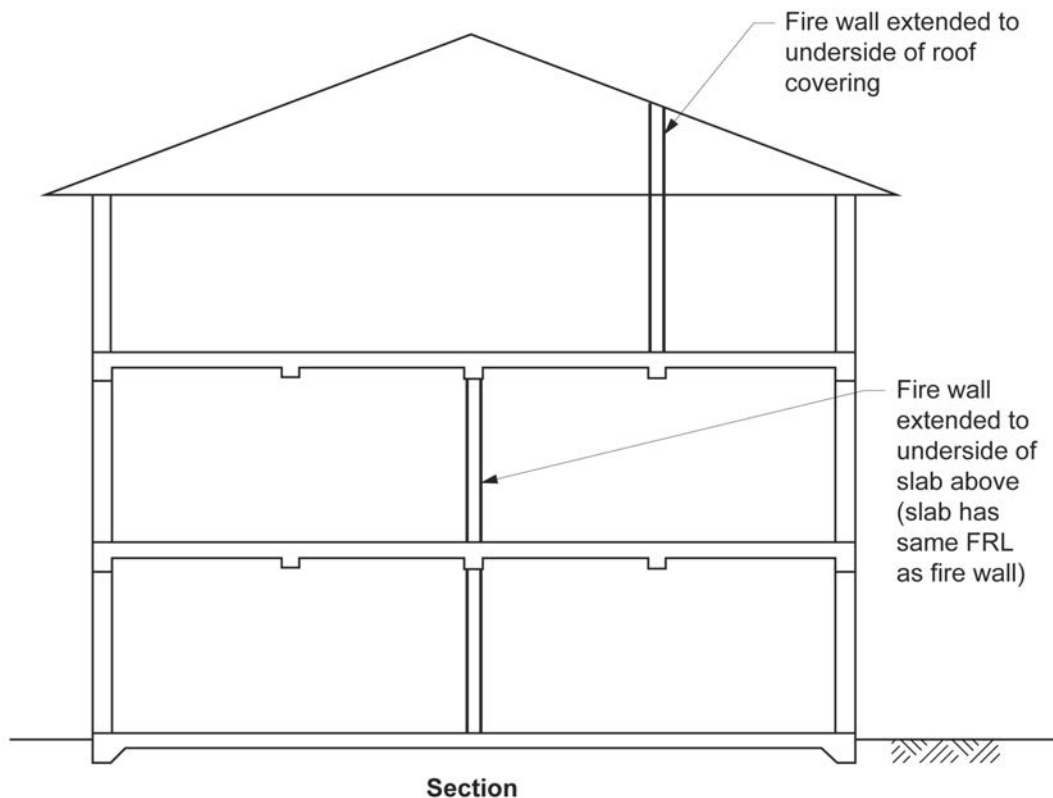 Fire wall extended to
underside of roof
covering
Fire wall
extended to
underside of
slab above
(slab has
same FRL
as fire wall)
Section